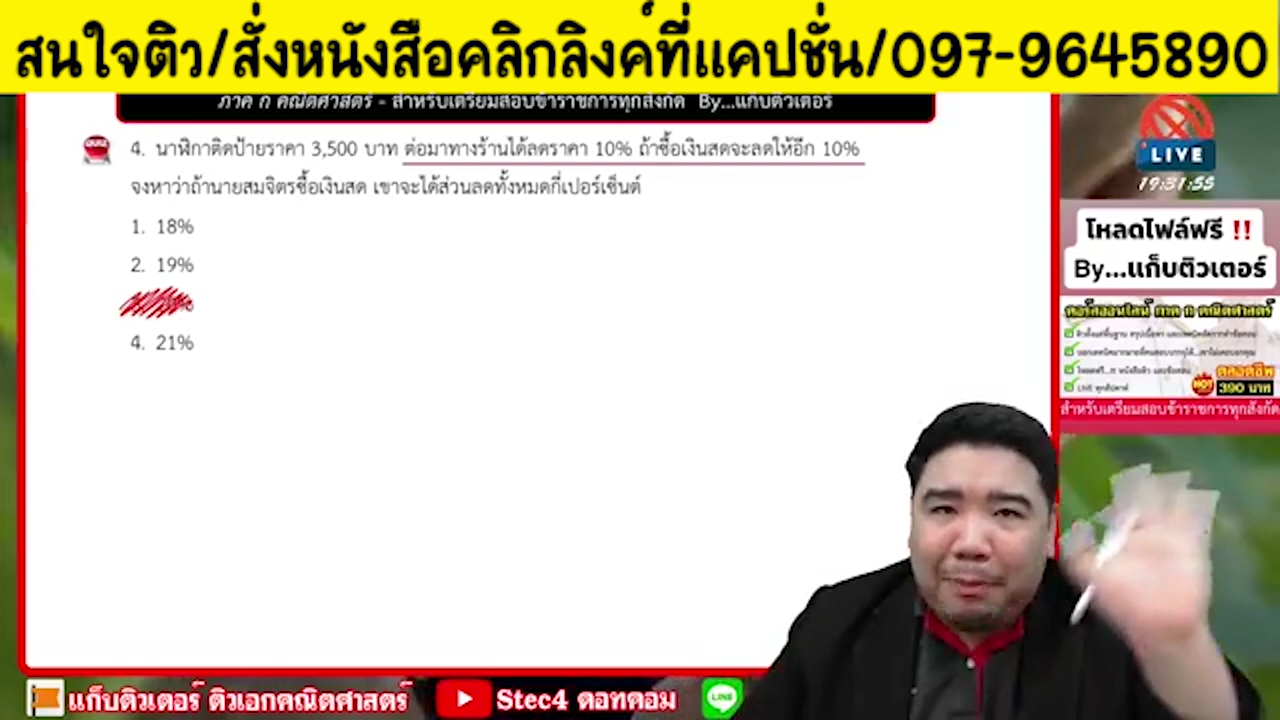 สนใจติว/สั่งหนังสือคลิกลิงค์ที่แคปชั่น/097-9645890
ภาค ก คณิตศาสตร์ - สำหรับเตรียมสอบข้าราชการทุกสังกัด By...แก๊บติวเตอร์
4. นาฬิกาติดป้ายราคา 3,500 บาท ต่อมาทางร้านได้ลดราคา 10% ถ้าซื้อเงินสดจะลดให้อีก 10%
จงหาว่าถ้านายสมจิตรซื้อเงินสด เขาจะได้ส่วนลดทั้งหมดกี่เปอร์เซ็นต์
1. 18%
2. 19%
4. 21%
LIVE
19:31:55
โหลดไฟล์ฟรี !!
By...แก๊บติวเตอร์
คอร์สออนไลน์ ภาค ก คณิตศาสตร์
LIVE ทุกสัปดาห์
HOT
ตลอดชีพ
390 บาท
สำหรับเตรียมสอบข้าราชการทุกสังกัด
แก๊บติวเตอร์ ติวเอกคณิตศาสตร์
Stec4 ดอทคอม
LINE